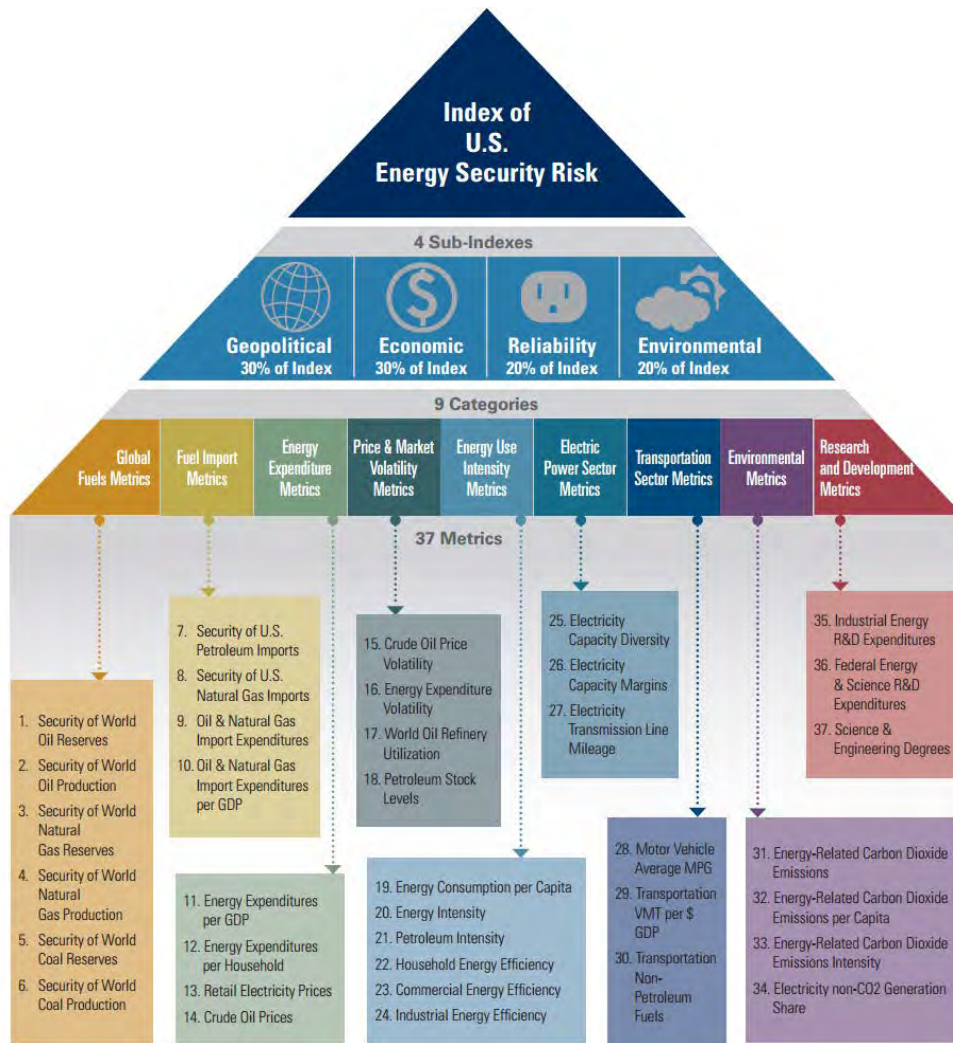 Index of
U.S.
Energy Security Risk
4 Sub-Indexes
Geopolitical
30% of Index
Economic
30% of Index
Reliability
20% of Index
Environmental
20% of Index
9 Categories
Global
Fuels Metrics
Fuel Import
Metrics
Energy
Expenditure
Metrics
Price & Market
Volatility
Metrics
Energy Use
Intensity
Metrics
Electric
Power Sector
Metrics
Transportation
Sector Metrics
Environmental
Metrics
Research
and Development
Metrics
37 Metrics
1. Security of World
Oil Reserves
2. Security of World
Oil Production
3. Security of World
Natural
Gas Reserves
4. Security of World
Natural
Gas Production
5. Security of World
Coal Reserves
6. Security of World
Coal Production
7. Security of U.S.
Petroleum Imports
8. Security of U.S.
Natural Gas Imports
9. Oil & Natural Gas
Import Expenditures
10. Oil & Natural Gas
Import Expenditures
per GDP
11. Energy Expenditures
per GDP
12. Energy Expenditures
per Household
13. Retail Electricity Prices
14. Crude Oil Prices
15. Crude Oil Price
Volatility
16. Energy Expenditure
Volatility
17. World Oil Refinery
Utilization
18. Petroleum Stock
Levels
19. Energy Consumption per Capita
20. Energy Intensity
21. Petroleum Intensity
22. Household Energy Efficiency
23. Commercial Energy Efficiency
24. Industrial Energy Efficiency
25. Electricity
Capacity Diversity
26. Electricity
Capacity Margins
27. Electricity
Transmission Line
Mileage
28. Motor Vehicle
Average MPG
29. Transportation
VMT per $
GDP
30. Transportation
Non-
Petroleum
Fuels
31. Energy-Related Carbon Dioxide
Emissions
32. Energy-Related Carbon Dioxide
Emissions per Capita
33. Energy-Related Carbon Dioxide
Emissions Intensity
34. Electricity non-CO2 Generation
Share
35. Industrial Energy
R&D Expenditures
36. Federal Energy
& Science R&D
Expenditures
37. Science &
Engineering Degrees